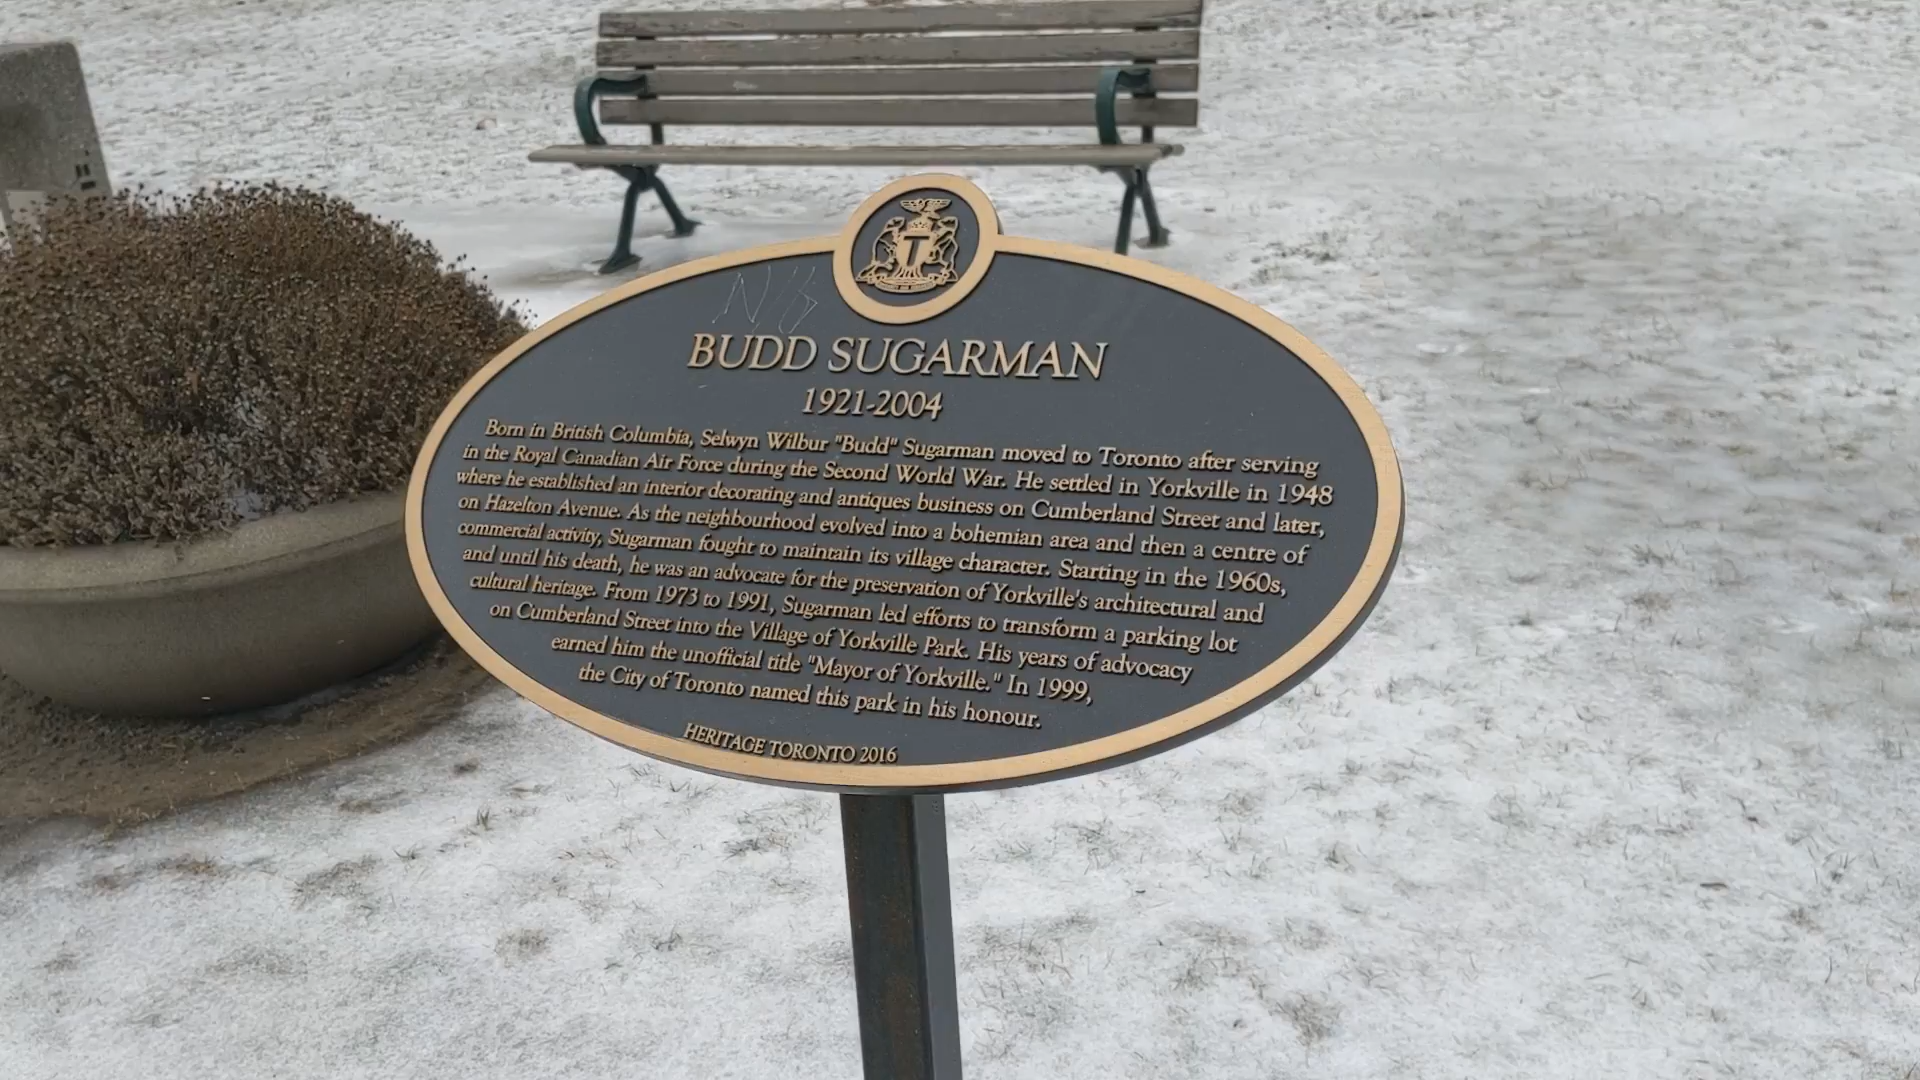 BUDD SUGARMAN
1921-2004
Born in British Columbia, Selwyn Wilbur "Budd" Sugarman moved to Toronto after serving
in the Royal Canadian Air Force during the Second World War. He settled in Yorkville in 1948
where he established an interior decorating and antiques business on Cumberland Street and later,
on Hazelton Avenue. As the neighbourhood evolved into a bohemian area and then a centre of
commercial activity, Sugarman fought to maintain its village character. Starting in the 1960s,
and until his death, he was an advocate for the preservation of Yorkville's architectural and
cultural heritage. From 1973 to 1991, Sugarman led efforts to transform a parking lot
on Cumberland Street into the Village of Yorkville Park. His years of advocacy
earned him the unofficial title "Mayor of Yorkville." In 1999,
the City of Toronto named this park in his honour.
HERITAGE TORONTO 2016